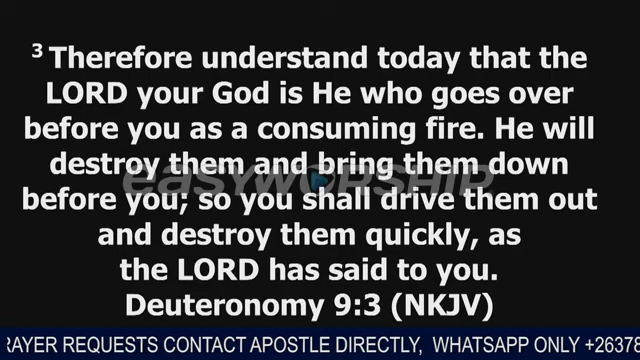 3 Therefore understand today that the
LORD your God is He who goes over
before you as a consuming fire. He will
destroy them and bring them down
easyworship
before you; so you shall drive them out
and destroy them quickly, as
the LORD has said to you.
Deuteronomy 9:3 (NKJV)
RAYER REQUESTS CONTACT APOSTLE DIRECTLY, WHATSAPP ONLY +26378